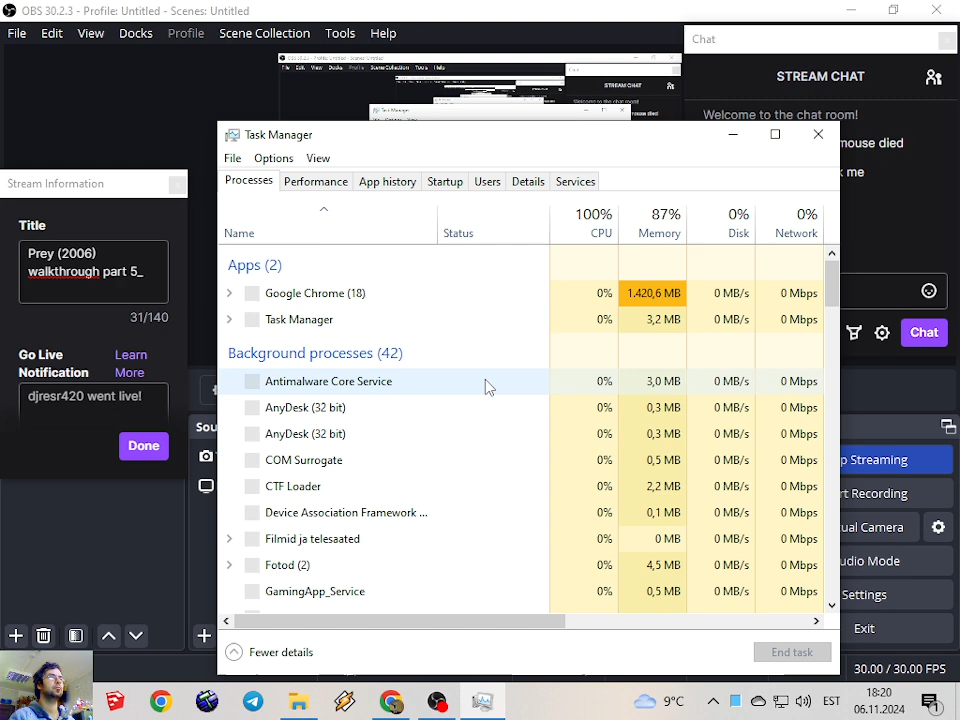 OBS 30.2.3 - Profile: Untitled - Scenes: Untitled
File Edit View Docks Profile Scene Collection Tools Help
Chat
STREAM CHAT
Welcome to the chat room!
mouse died
me
Stream Information
Title
Prey (2006)
walkthrough part 5_
31/140
Go Live
Notification
Learn
More
djresr420 went live!
Done
Task Manager
File Options View
Processes Performance App history Startup Users Details Services
100% 87% 0% 0%
Name Status CPU Memory Disk Network
Apps (2)
Google Chrome (18) 0% 1.420,6 MB 0 MB/s 0 Mbps
Task Manager 0% 3,2 MB 0 MB/s 0 Mbps
Background processes (42)
Antimalware Core Service 0% 3,0 MB 0 MB/s 0 Mbps
AnyDesk (32 bit) 0% 0,3 MB 0 MB/s 0 Mbps
AnyDesk (32 bit) 0% 0,3 MB 0 MB/s 0 Mbps
COM Surrogate 0% 0,5 MB 0 MB/s 0 Mbps
CTF Loader 0% 2,2 MB 0 MB/s 0 Mbps
Device Association Framework ... 0% 0,1 MB 0 MB/s 0 Mbps
Filmid ja telesaated 0% 0 MB 0 MB/s 0 Mbps
Fotod (2) 0% 4,5 MB 0 MB/s 0 Mbps
GamingApp_Service 0% 0,5 MB 0 MB/s 0 Mbps
Fewer details
End task
Chat
Sou
p Streaming
rt Recording
ual Camera
udio Mode
Settings
Exit
30.00 / 30.00 FPS
9°C
EST
18:20
06.11.2024
1